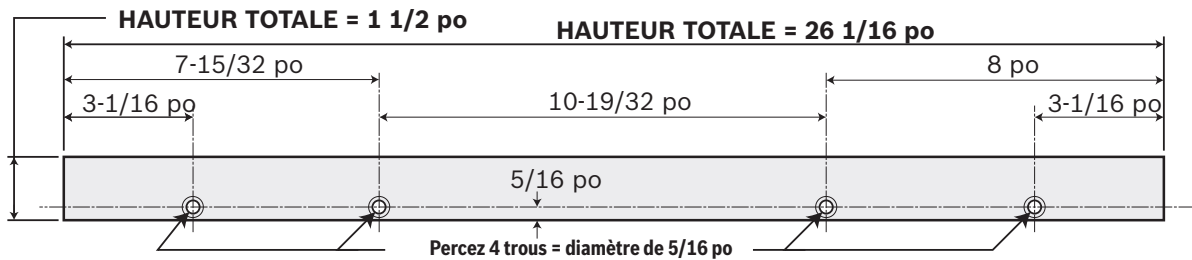 HAUTEUR TOTALE = 1 1/2 po
HAUTEUR TOTALE = 26 1/16 po
7-15/32 po
8 po
3-1/16 po
10-19/32 po
3-1/16 po
5/16 po
Percez 4 trous = diamètre de 5/16 po